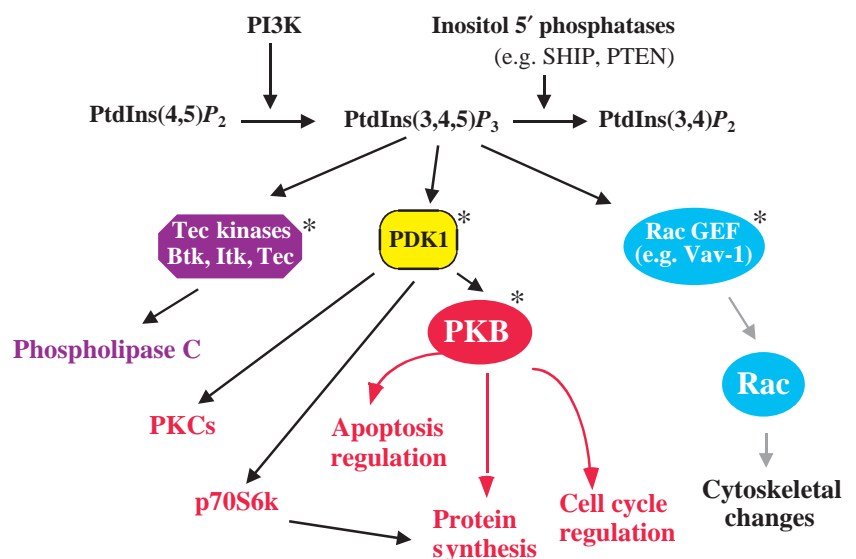 PI3K
Inositol 5′ phosphatases
(e.g. SHIP, PTEN)
PtdIns(4,5)P2
PtdIns(3,4,5)P3
PtdIns(3,4)P2
Tec kinases
Btk, Itk, Tec
*
PDK1
*
Rac GEF
(e.g. Vav-1)
*
PKB
*
Phospholipase C
Rac
PKCs
Apoptosis
regulation
p70S6k
Protein
synthesis
Cell cycle
regulation
Cytoskeletal
changes